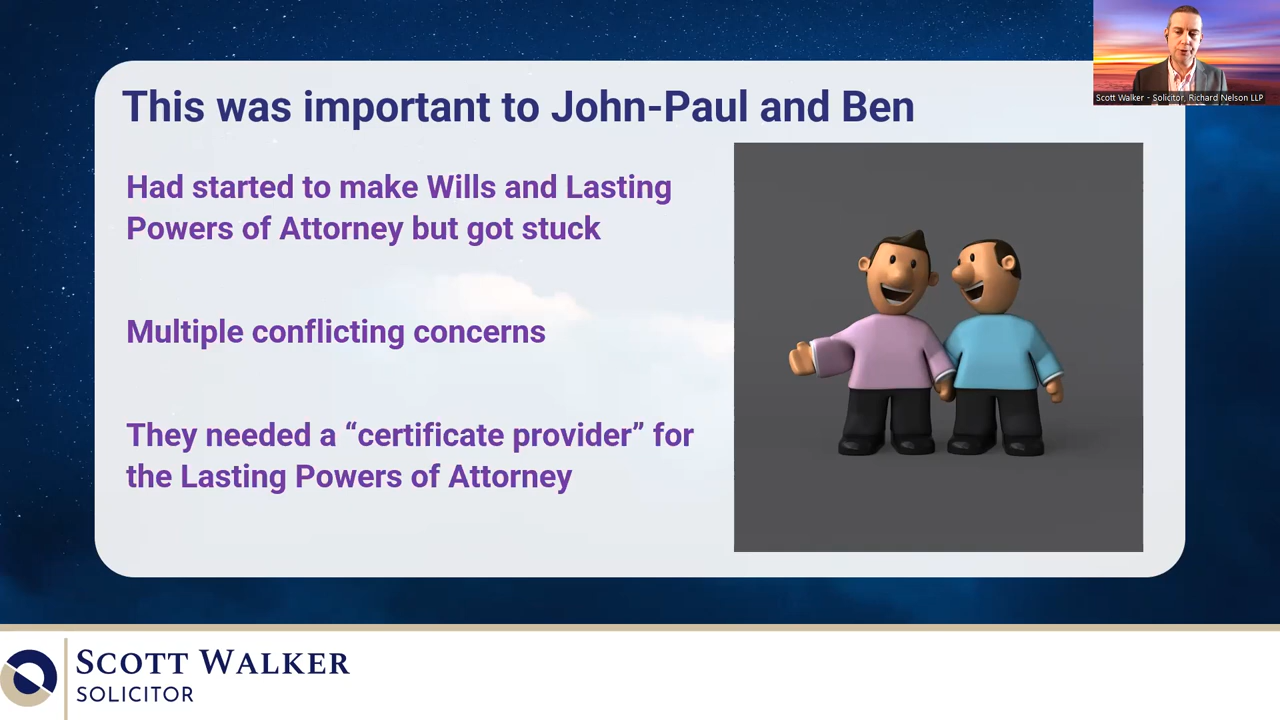 Scott Walker - Solicitor, Richard Nelson LLP
This was important to John-Paul and Ben
Had started to make Wills and Lasting
Powers of Attorney but got stuck
Multiple conflicting concerns
They needed a “certificate provider” for
the Lasting Powers of Attorney
SCOTT WALKER
SOLICITOR